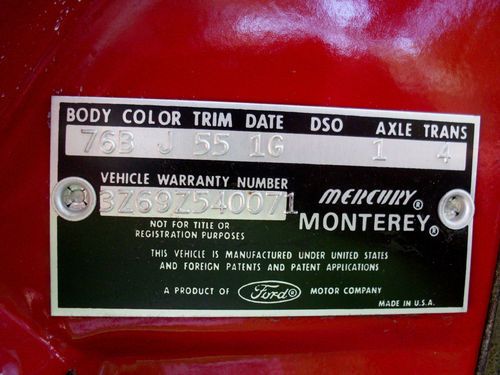 BODY COLOR TRIM DATE DSO AXLE TRANS
76B J 55 1G 1 4
VEHICLE WARRANTY NUMBER
3Z69Z540071
MERCURY®
MONTEREY®
NOT FOR TITLE OR
REGISTRATION PURPOSES
THIS VEHICLE IS MANUFACTURED UNDER UNITED STATES
AND FOREIGN PATENTS AND PATENT APPLICATIONS
A PRODUCT OF Ford® MOTOR COMPANY
MADE IN U.S.A.